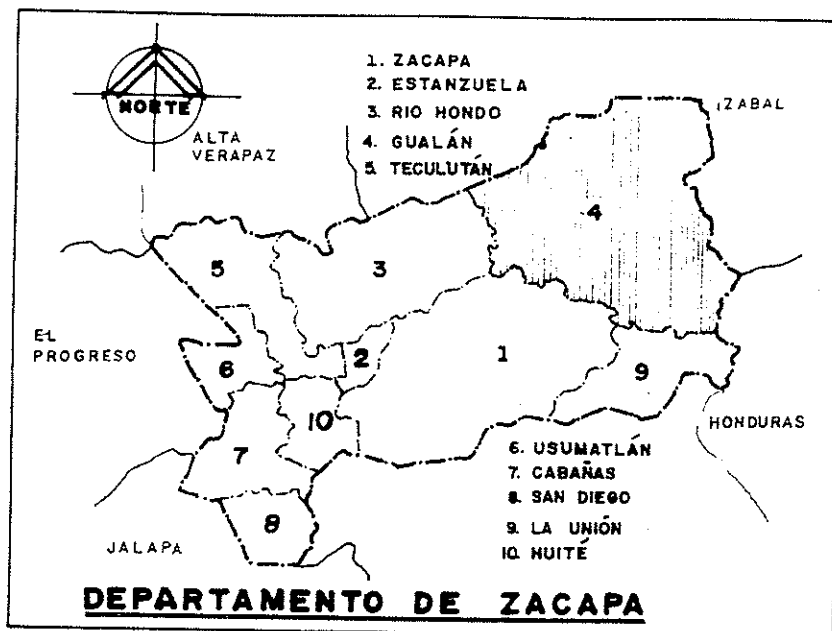 1. ZACAPA
2. ESTANZUELA
3. RIO HONDO
4. GUALÁN
5. TECULUTÁN
NORTE
ALTA
VERAPAZ
IZABAL
4
5
3
EL
PROGRESO
6
2
1
9
10
7
HONDURAS
6. USUMATLÁN
7. CABAÑAS
8. SAN DIEGO
9. LA UNIÓN
10. HUITÉ
8
JALAPA
DEPARTAMENTO DE ZACAPA